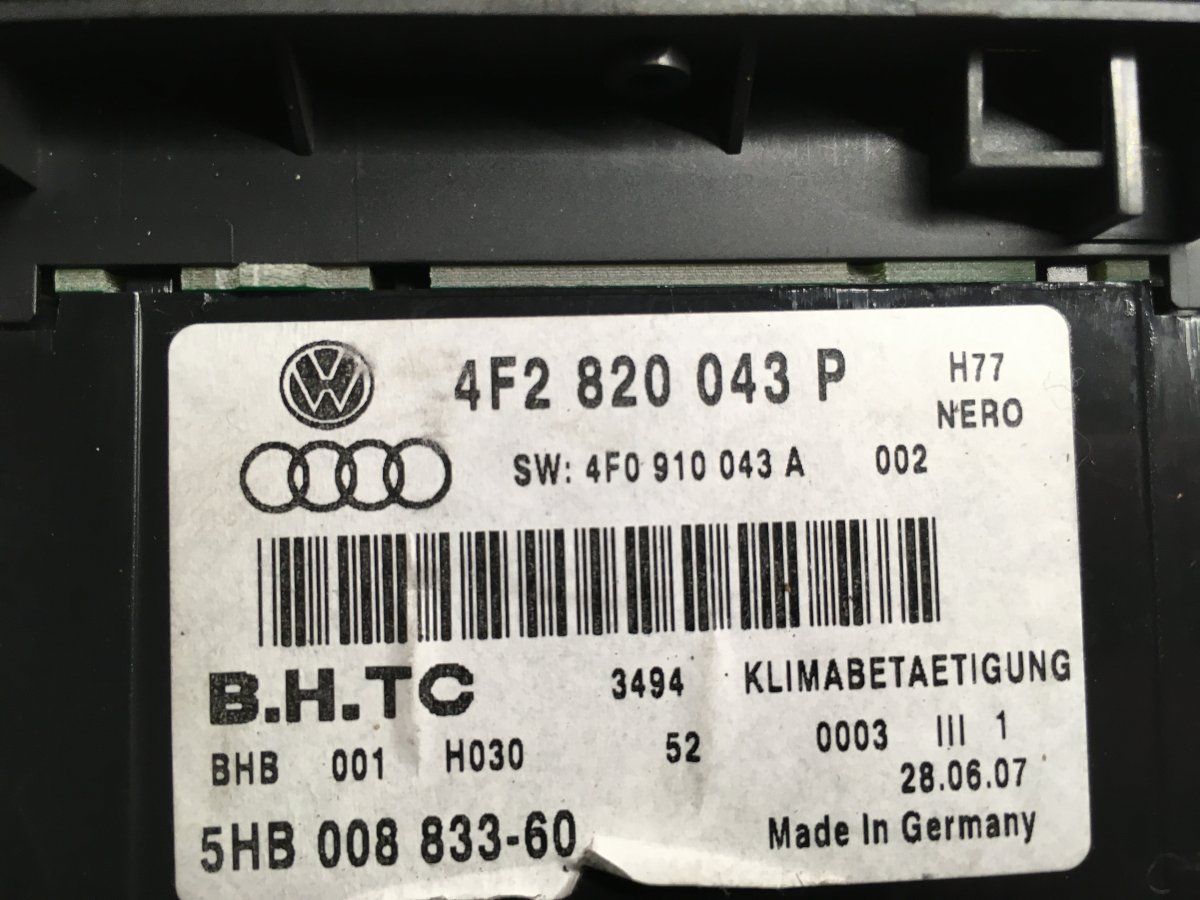 4F2 820 043 P H77
NERO
SW: 4F0 910 043 A 002
B.H.TC 3494 KLIMABETAETIGUNG
BHB 001 H030 52 0003 III 1
28.06.07
5HB 008 833-60 Made In Germany